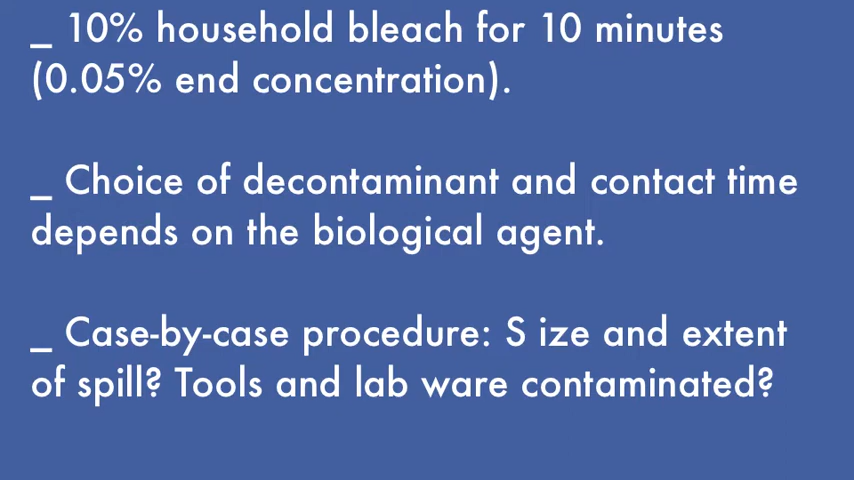 _ 10% household bleach for 10 minutes
(0.05% end concentration).
_ Choice of decontaminant and contact time
depends on the biological agent.
_ Case-by-case procedure: S ize and extent
of spill? Tools and lab ware contaminated?